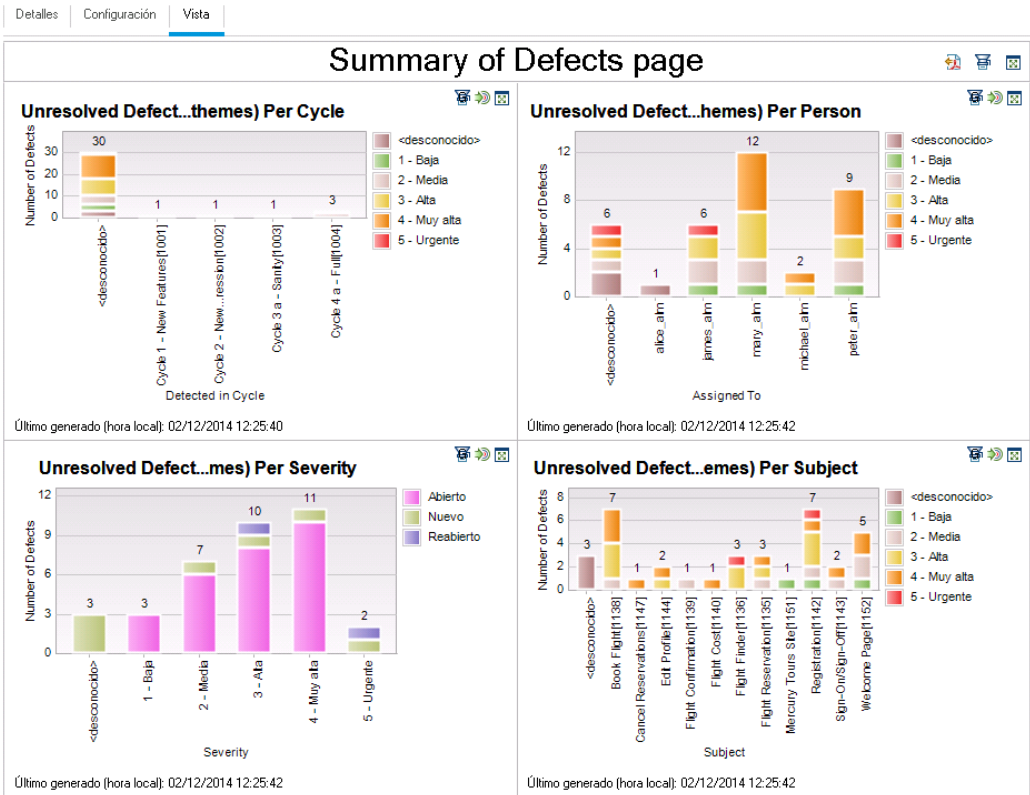 Detalles Configuración Vista
Summary of Defects page
Unresolved Defect...themes) Per Cycle
Number of Defects
30
20
10
0
30
1
1
1
3
<desconocido>
Cycle 1 - New Features[1001]
Cycle 2 - New...ression[1002]
Cycle 3 a - Sanity[1003]
Cycle 4 a - Full[1004]
Detected in Cycle
<desconocido>
1 - Baja
2 - Media
3 - Alta
4 - Muy alta
5 - Urgente
Último generado (hora local): 02/12/2014 12:25:40
Unresolved Defect...hemes) Per Person
Number of Defects
12
8
4
0
6
1
6
12
2
9
<desconocido>
alice_alm
james_alm
mary_alm
michael_alm
peter_alm
Assigned To
<desconocido>
1 - Baja
2 - Media
3 - Alta
4 - Muy alta
5 - Urgente
Último generado (hora local): 02/12/2014 12:25:42
Unresolved Defect...mes) Per Severity
Number of Defects
12
9
6
3
0
3
3
7
10
11
2
<desconocido>
1 - Baja
2 - Media
3 - Alta
4 - Muy alta
5 - Urgente
Severity
Abierto
Nuevo
Reabierto
Último generado (hora local): 02/12/2014 12:25:42
Unresolved Defect...emes) Per Subject
Number of Defects
8
6
4
2
0
3
7
1
2
1
1
3
3
1
7
2
5
<desconocido>
Book Flight[1138]
Cancel Reservations[1147]
Edit Profile[1144]
Flight Confirmation[1139]
Flight Cost[1140]
Flight Finder[1136]
Flight Reservation[1135]
Mercury Tours Site[1151]
Registration[1142]
Sign-On/Sign-Off[1143]
Welcome Page[1152]
Subject
<desconocido>
1 - Baja
2 - Media
3 - Alta
4 - Muy alta
5 - Urgente
Último generado (hora local): 02/12/2014 12:25:42